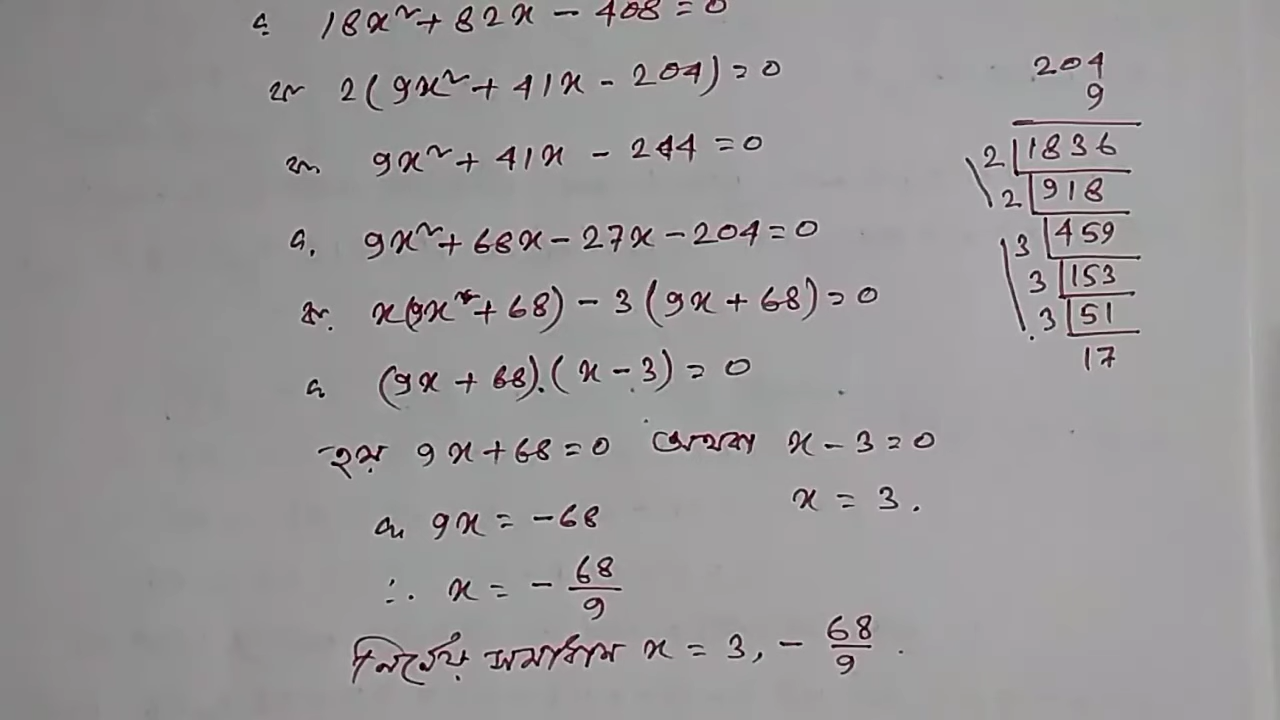 বা 18x² + 82x - 408 = 0
বা 2(9x² + 41x - 204) = 0
বা 9x² + 41x - 244 = 0
বা, 9x² + 68x - 27x - 204 = 0
বা. x(9x + 68) - 3(9x + 68) = 0
বা (9x + 68).(x - 3) = 0
হয় 9x + 68 = 0 অথবা x - 3 = 0
বা 9x = -68 x = 3.
∴ x = - 68/9
নির্ণেয় সমাধান x = 3, - 68/9.
204
9
2 | 1836
2 | 918
3 | 459
3 | 153
3 | 51
17